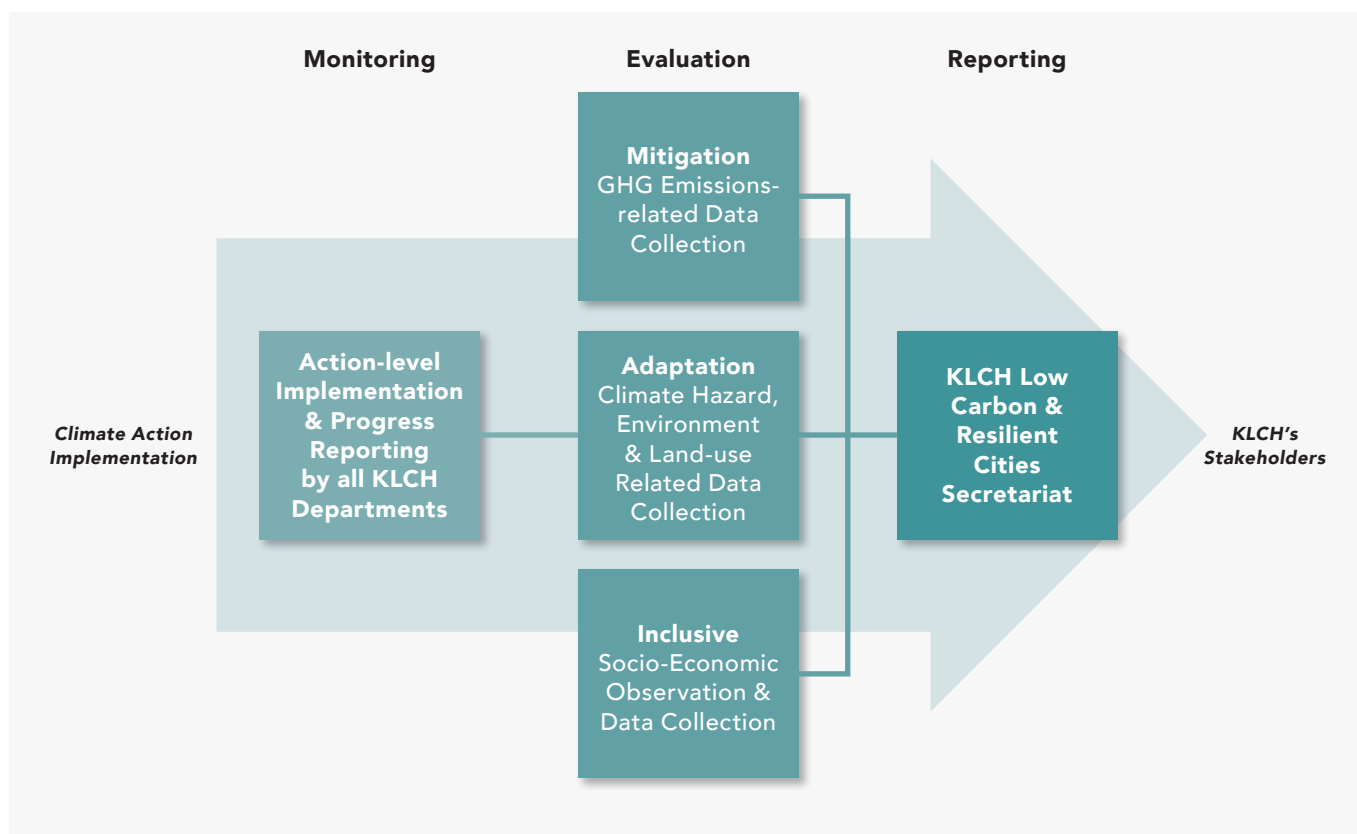 Monitoring
Evaluation
Reporting
Climate Action
Implementation
Action-level
Implementation
& Progress
Reporting
by all KLCH
Departments
Mitigation
GHG Emissions-
related Data
Collection
Adaptation
Climate Hazard,
Environment
& Land-use
Related Data
Collection
Inclusive
Socio-Economic
Observation &
Data Collection
KLCH Low
Carbon &
Resilient
Cities
Secretariat
KLCH's
Stakeholders